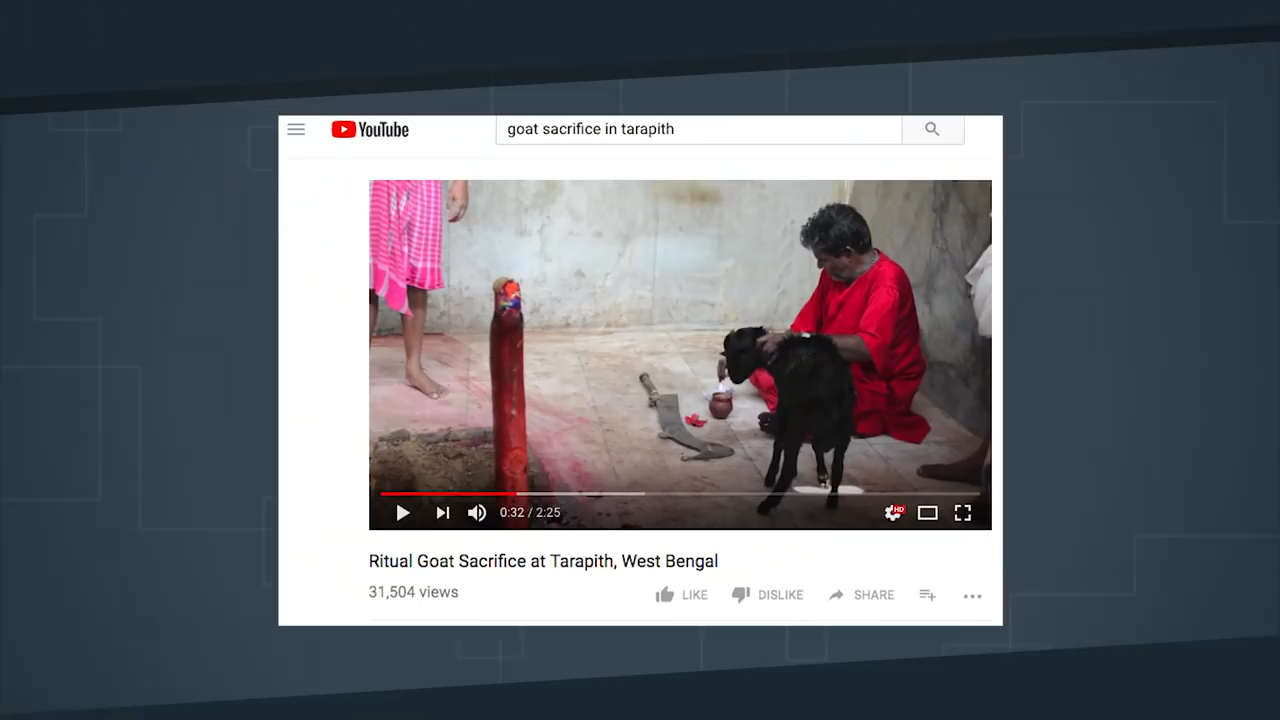 YouTube
goat sacrifice in tarapith
HD
0:32 / 2:25
Ritual Goat Sacrifice at Tarapith, West Bengal
31,504 views
LIKE
DISLIKE
SHARE